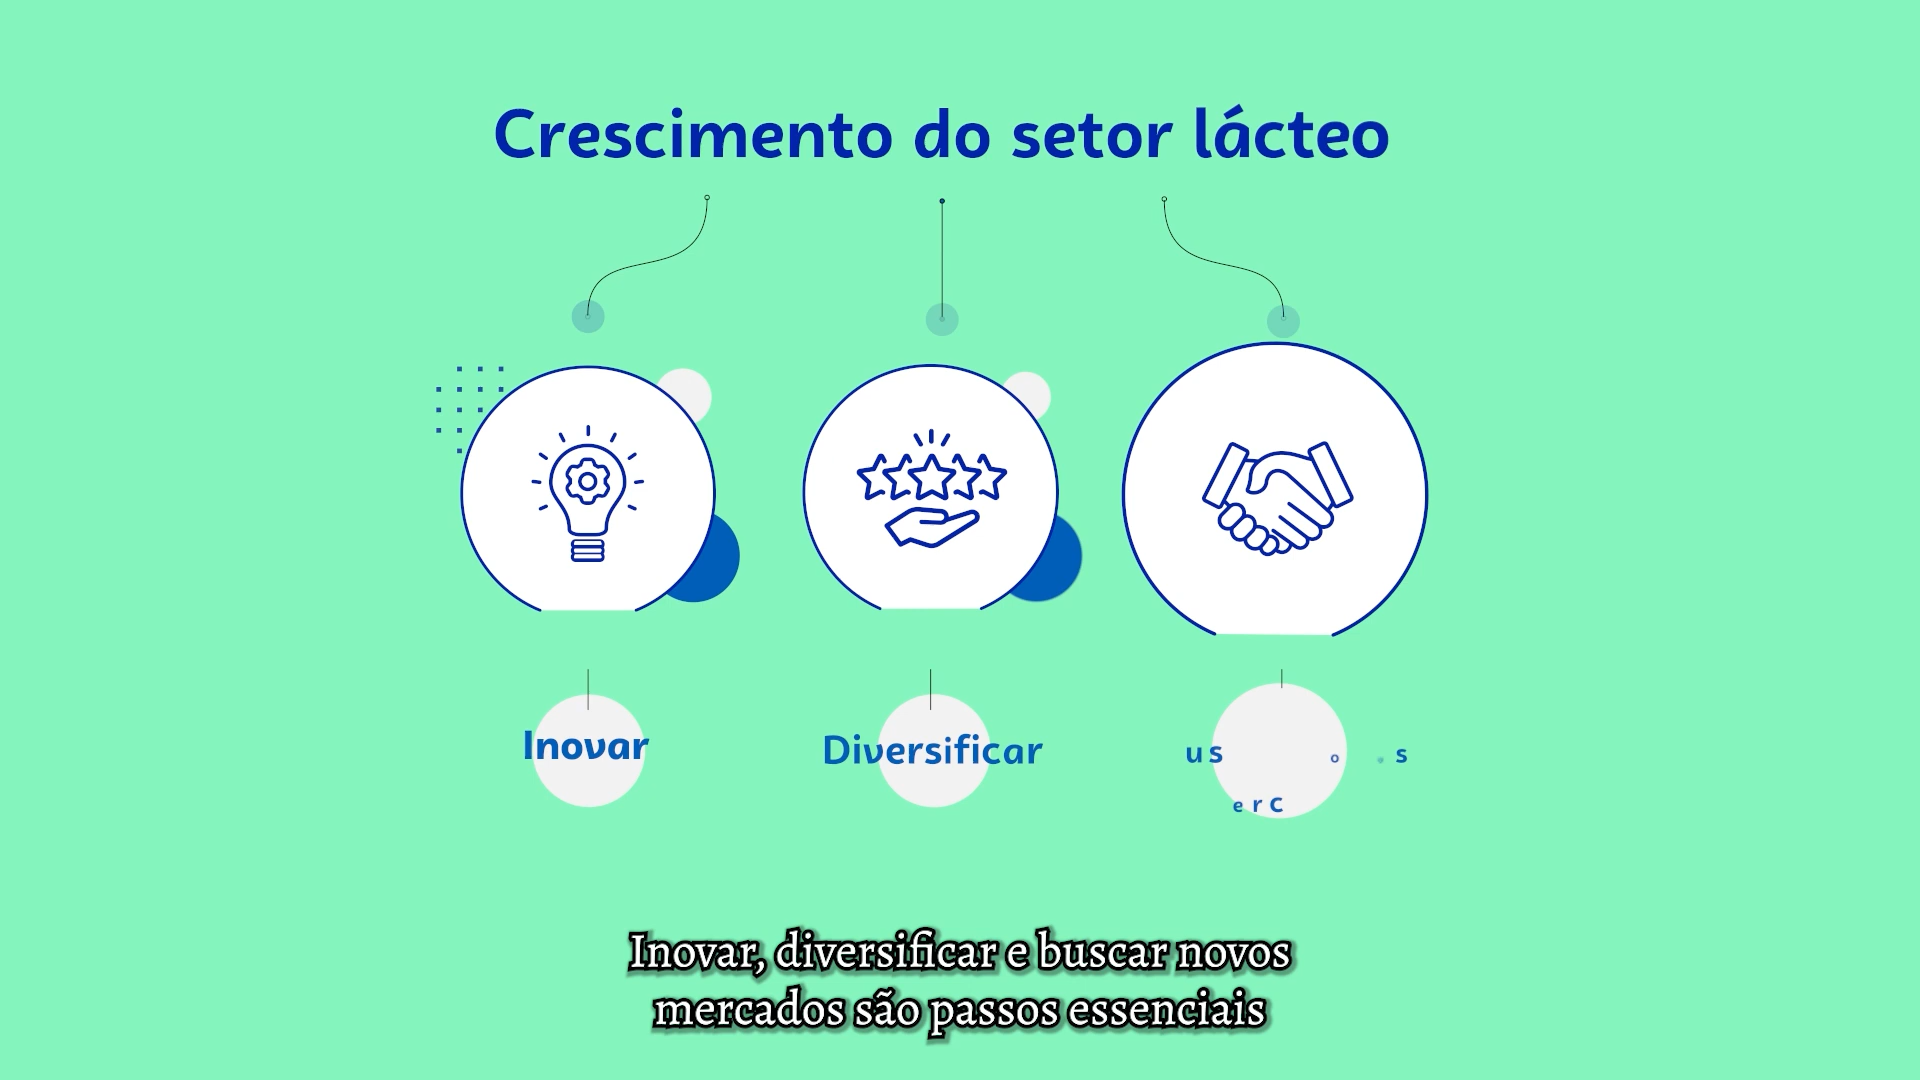 Crescimento do setor lácteo
Inovar
Diversificar
Inovar, diversificar e buscar novos
mercados são passos essenciais